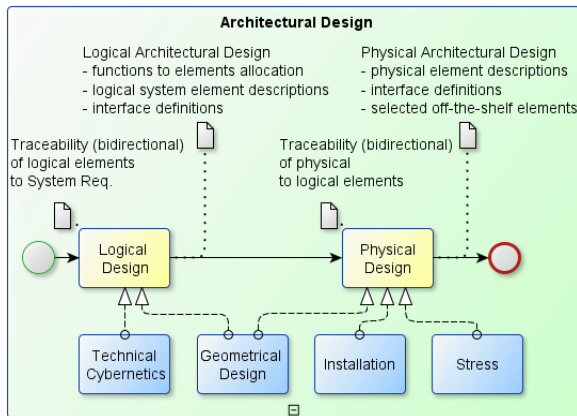 Architectural Design
Logical Architectural Design
- functions to elements allocation
- logical system element descriptions
- interface definitions
Physical Architectural Design
- physical element descriptions
- interface definitions
- selected off-the-shelf elements
Traceability (bidirectional)
of logical elements
to System Req.
Traceability (bidirectional)
of physical
to logical elements
Logical
Design
Physical
Design
Technical
Cybernetics
Geometrical
Design
Installation
Stress